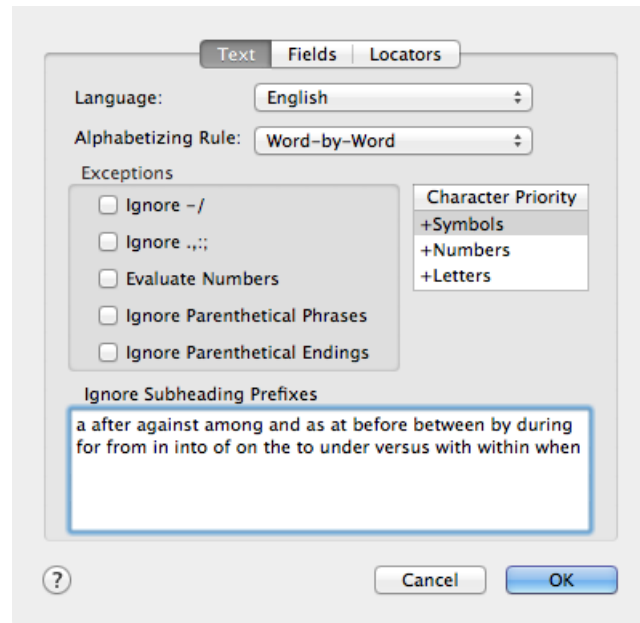 Text Fields Locators
Language: English
Alphabetizing Rule: Word-by-Word
Exceptions
Ignore -/
Ignore .,:;
Evaluate Numbers
Ignore Parenthetical Phrases
Ignore Parenthetical Endings
Character Priority
+Symbols
+Numbers
+Letters
Ignore Subheading Prefixes
a after against among and as at before between by during
for from in into of on the to under versus with within when
? Cancel OK